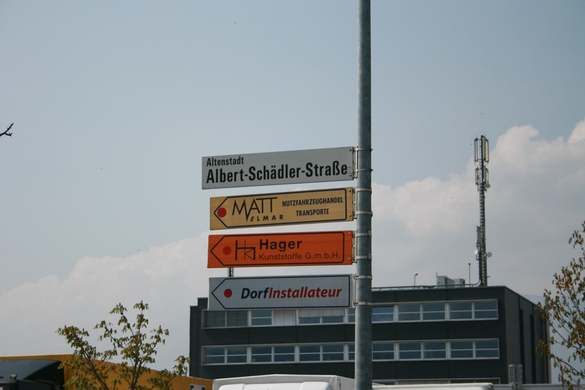 Altenstadt
Albert-Schädler-Straße
MATT
ELMAR
NUTZFAHRZEUGHANDEL
TRANSPORTE
Hager
Kunststoffe G.m.b.H.
DorfInstallateur